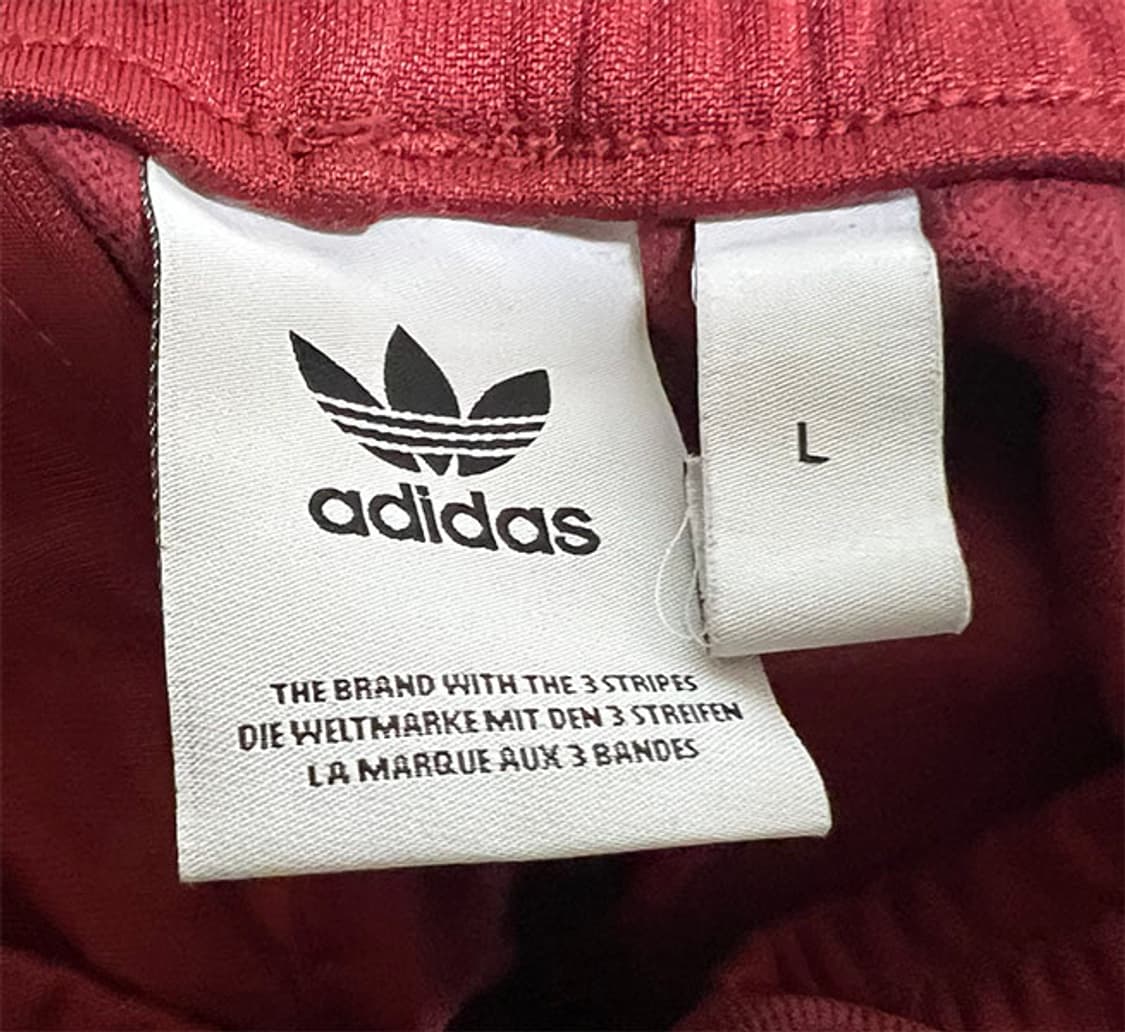 adidas
THE BRAND WITH THE 3 STRIPES
DIE WELTMARKE MIT DEN 3 STREIFEN
LA MARQUE AUX 3 BANDES
L